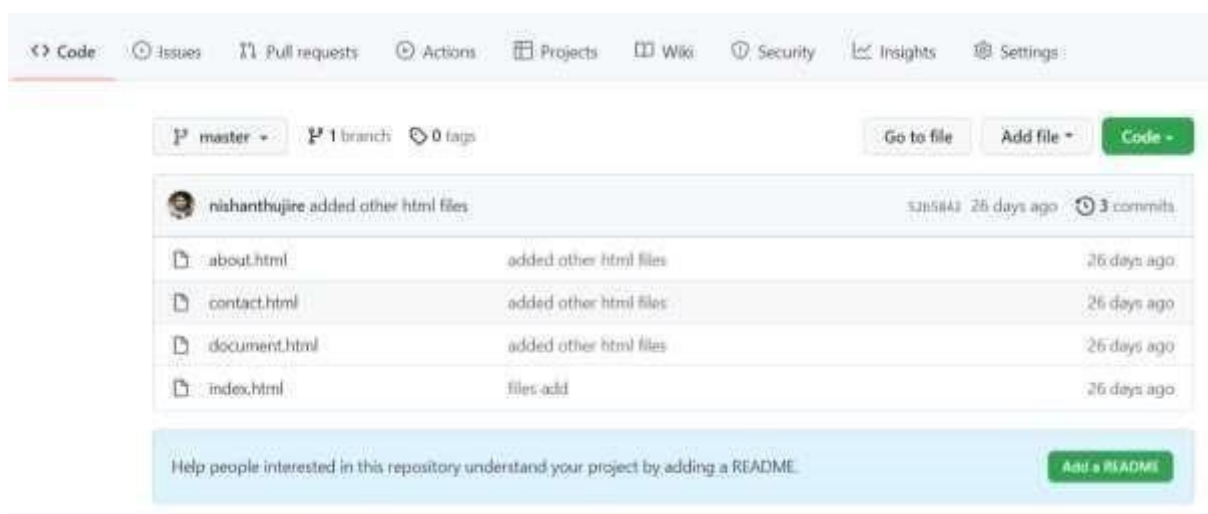 <> Code Issues Pull requests Actions Projects Wiki Security Insights Settings
master 1 branch 0 tags Go to file Add file Code
nishanthujire added other html files 26 days ago 3 commits
about.html added other html files 26 days ago
contact.html added other html files 26 days ago
document.html added other html files 26 days ago
index.html files add 26 days ago
Help people interested in this repository understand your project by adding a README. Add a README